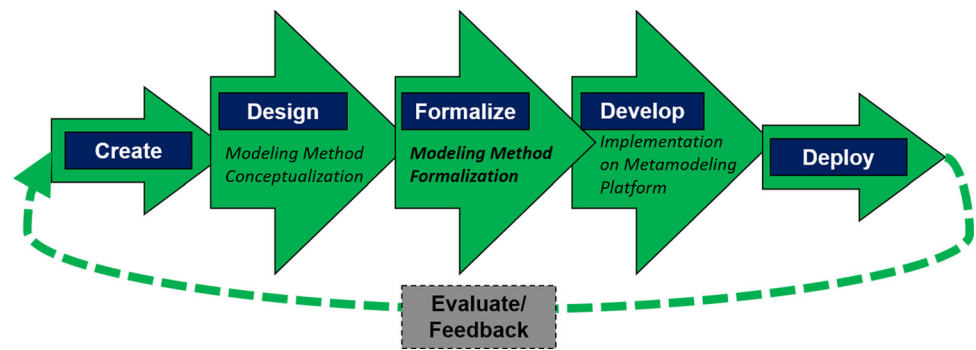 Create
Design
Modeling Method
Conceptualization
Formalize
Modeling Method
Formalization
Develop
Implementation
on Metamodeling
Platform
Deploy
Evaluate/
Feedback